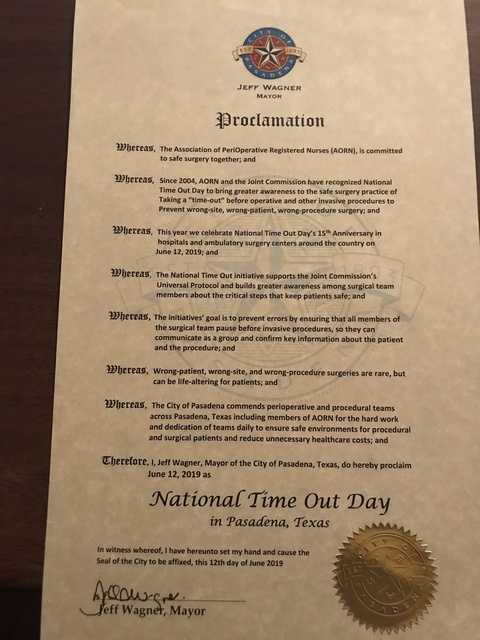 CITY OF
EST. 1893
PASADENA
JEFF WAGNER
MAYOR
Proclamation
Whereas, The Association of PeriOperative Registered Nurses (AORN), is committed
to safe surgery together; and
Whereas, Since 2004, AORN and the Joint Commission have recognized National
Time Out Day to bring greater awareness to the safe surgery practice of
Taking a "time-out" before operative and other invasive procedures to
Prevent wrong-site, wrong-patient, wrong-procedure surgery; and
Whereas, This year we celebrate National Time Out Day's 15th Anniversary in
hospitals and ambulatory surgery centers around the country on
June 12, 2019; and
Whereas, The National Time Out initiative supports the Joint Commission's
Universal Protocol and builds greater awareness among surgical team
members about the critical steps that keep patients safe; and
Whereas, The initiatives' goal is to prevent errors by ensuring that all members of
the surgical team pause before invasive procedures, so they can
communicate as a group and confirm key information about the patient
and the procedure; and
Whereas, Wrong-patient, wrong-site, and wrong-procedure surgeries are rare, but
can be life-altering for patients; and
Whereas, The City of Pasadena commends perioperative and procedural teams
across Pasadena, Texas including members of AORN for the hard work
and dedication of teams daily to ensure safe environments for procedural
and surgical patients and reduce unnecessary healthcare costs; and
Therefore, I, Jeff Wagner, Mayor of the City of Pasadena, Texas, do hereby proclaim
June 12, 2019 as
National Time Out Day
in Pasadena, Texas
In witness whereof, I have hereunto set my hand and cause the
Seal of the City to be affixed, this 12th day of June 2019
Jeff Wagner, Mayor
CITY OF
PASADENA